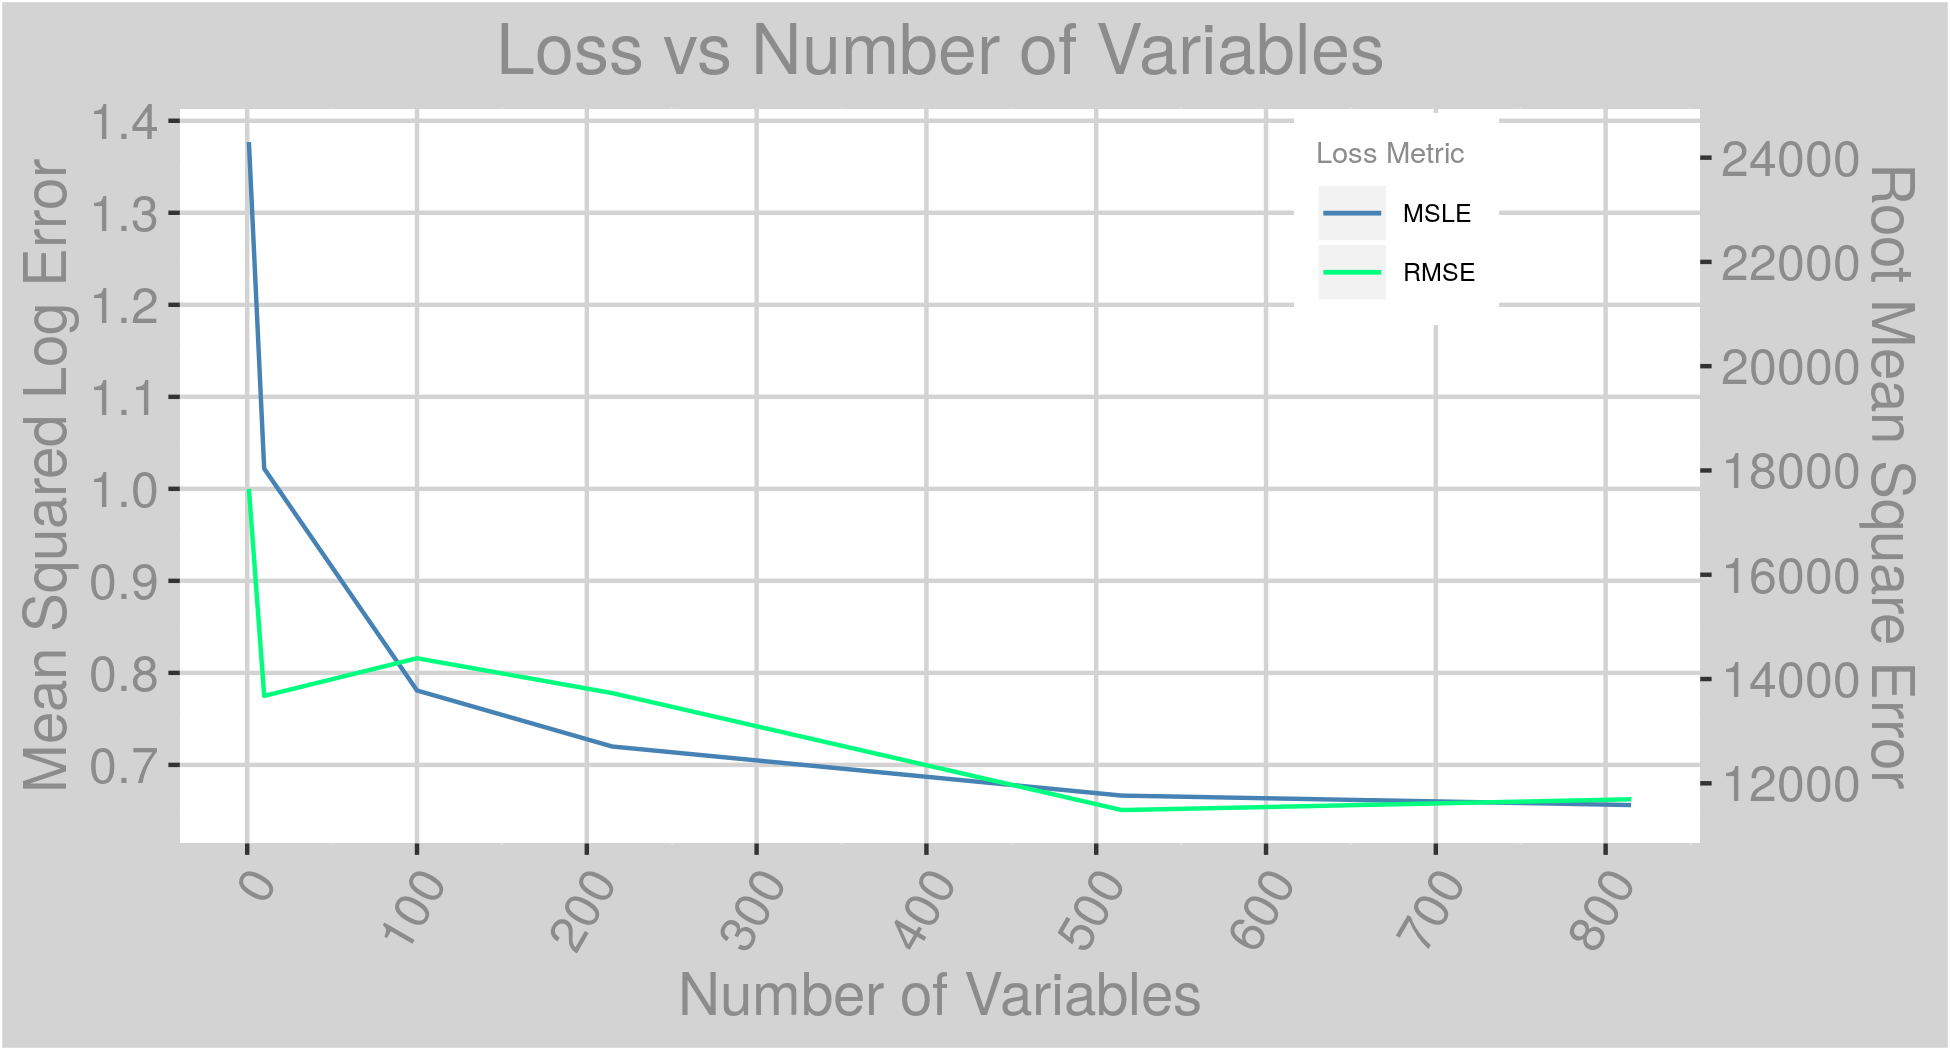 Loss vs Number of Variables
Mean Squared Log Error
1.4
1.3
1.2
1.1
1.0
0.9
0.8
0.7
Loss Metric
MSLE
RMSE
24000
22000
20000
18000
16000
14000
12000
Root Mean Square Error
0 100 200 300 400 500 600 700 800
Number of Variables